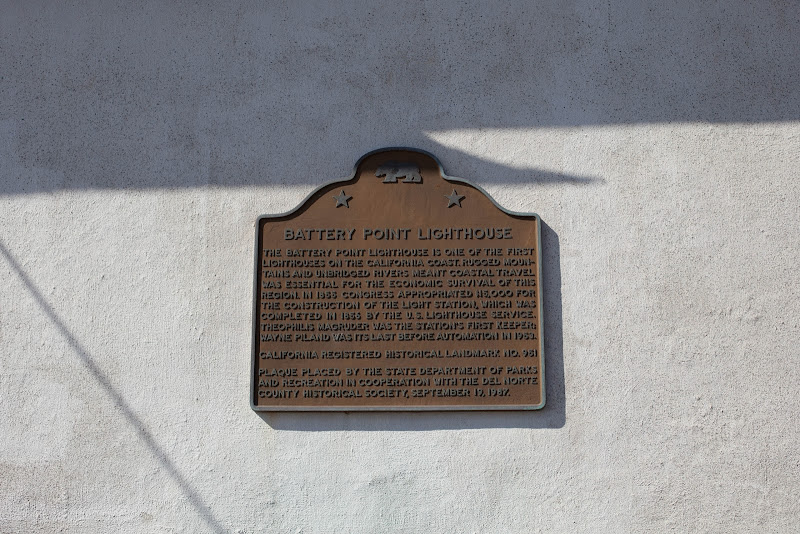 BATTERY POINT LIGHTHOUSE
THE BATTERY POINT LIGHTHOUSE IS ONE OF THE FIRST
LIGHTHOUSES ON THE CALIFORNIA COAST. RUGGED MOUN-
TAINS AND UNBRIDGED RIVERS MEANT COASTAL TRAVEL
WAS ESSENTIAL FOR THE ECONOMIC SURVIVAL OF THIS
REGION. IN 1855 CONGRESS APPROPRIATED $15,000 FOR
THE CONSTRUCTION OF THE LIGHT STATION, WHICH WAS
COMPLETED IN 1856 BY THE U.S. LIGHTHOUSE SERVICE.
THEOPHILIS MAGRUDER WAS THE STATION'S FIRST KEEPER;
WAYNE PILAND WAS ITS LAST BEFORE AUTOMATION IN 1953.
CALIFORNIA REGISTERED HISTORICAL LANDMARK NO. 951
PLAQUE PLACED BY THE STATE DEPARTMENT OF PARKS
AND RECREATION IN COOPERATION WITH THE DEL NORTE
COUNTY HISTORICAL SOCIETY, SEPTEMBER 19, 1987.